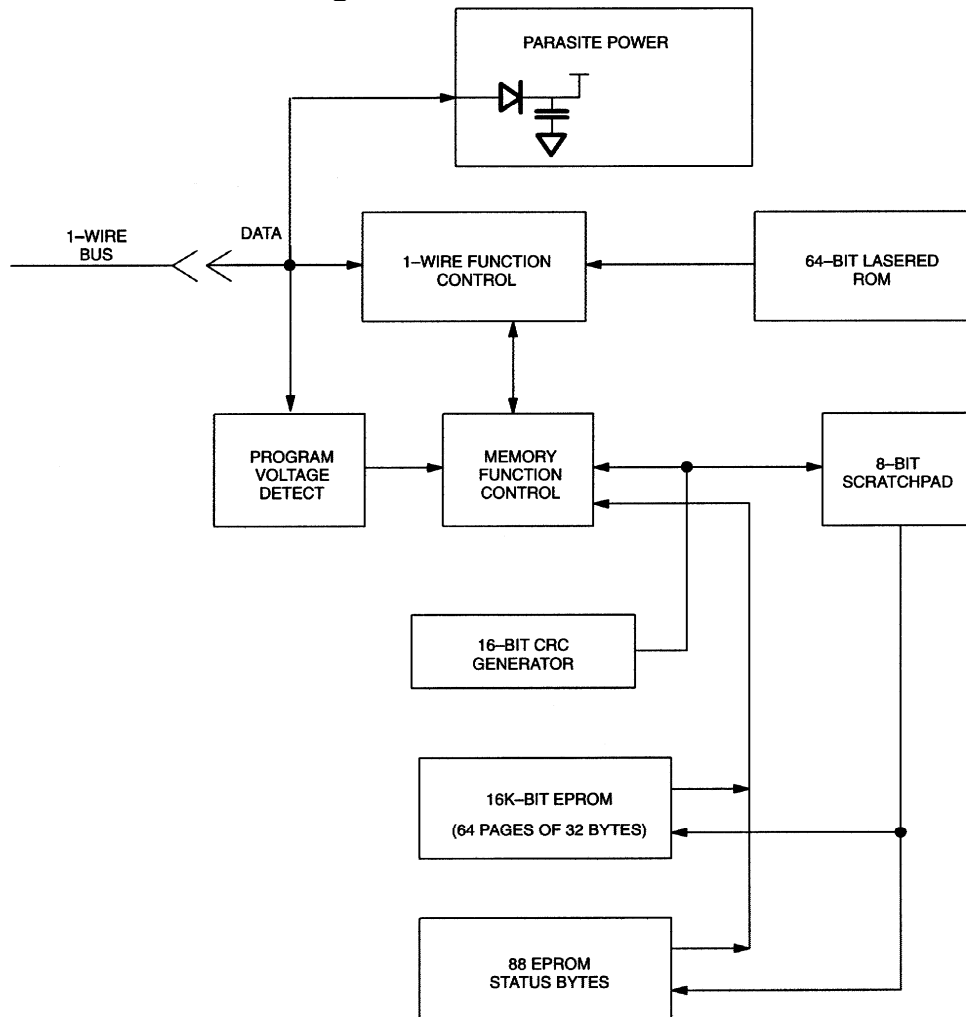 PARASITE POWER
1–WIRE
BUS
DATA
1–WIRE FUNCTION
CONTROL
64–BIT LASERED
ROM
PROGRAM
VOLTAGE
DETECT
MEMORY
FUNCTION
CONTROL
8–BIT
SCRATCHPAD
16–BIT CRC
GENERATOR
16K–BIT EPROM
(64 PAGES OF 32 BYTES)
88 EPROM
STATUS BYTES